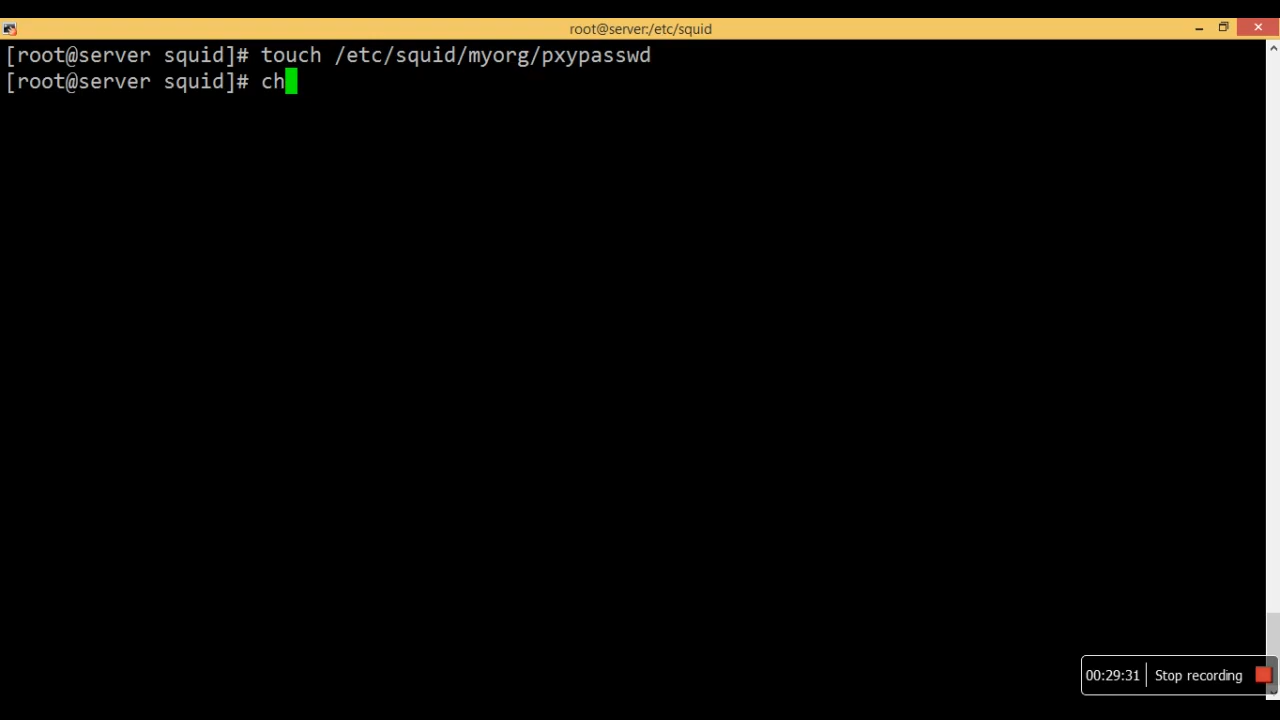 root@server:/etc/squid
[root@server squid]# touch /etc/squid/myorg/pxypasswd
[root@server squid]# ch
00:29:31 Stop recording